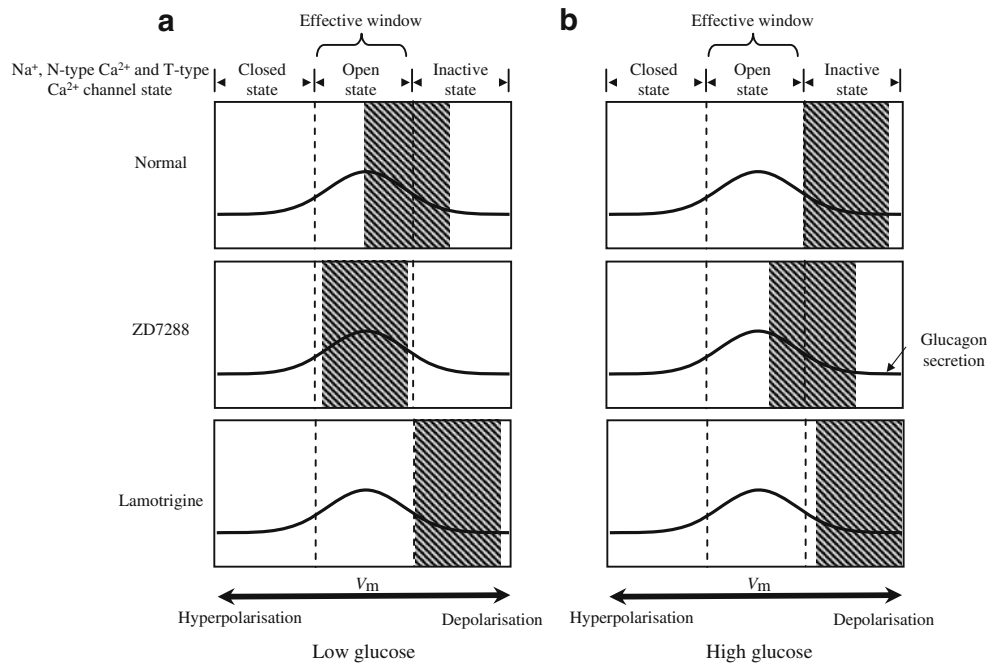 a
Effective window
Na⁺, N-type Ca²⁺ and T-type
Ca²⁺ channel state
Closed
state
Open
state
Inactive
state
Normal
ZD7288
Lamotrigine
b
Effective window
Closed
state
Open
state
Inactive
state
Glucagon
secretion
Vm
Hyperpolarisation
Depolarisation
Low glucose
Vm
Hyperpolarisation
Depolarisation
High glucose